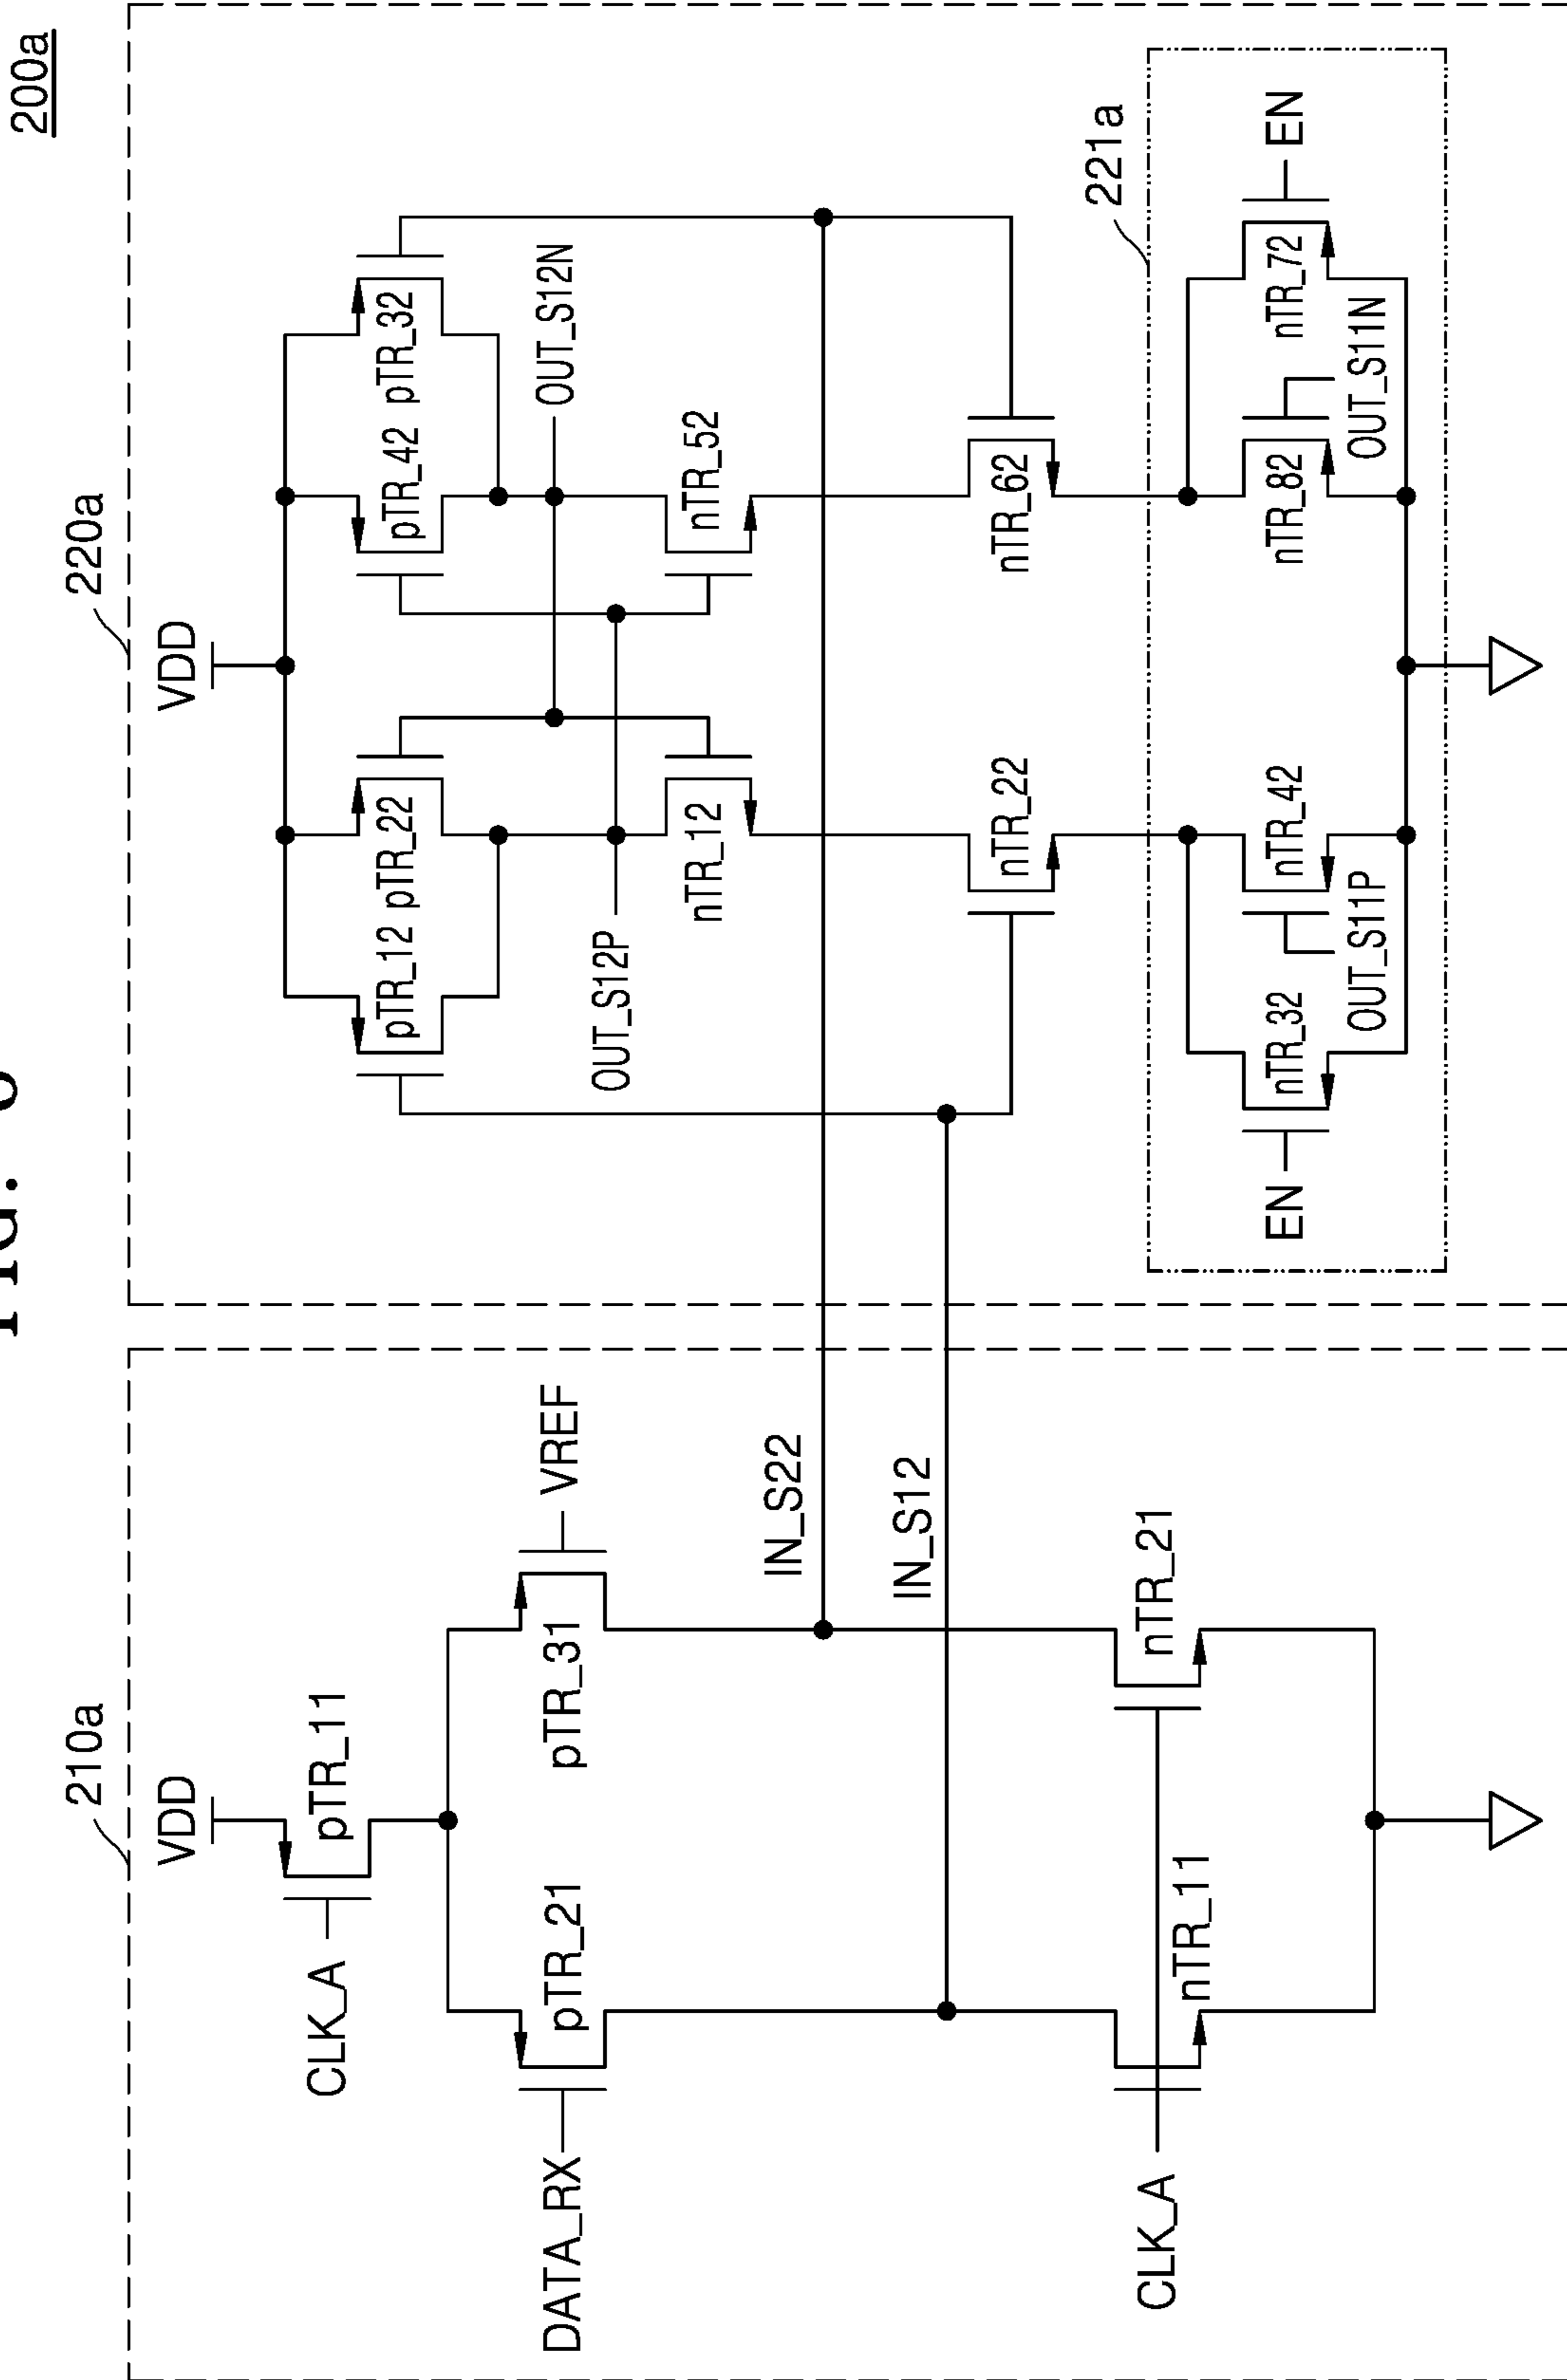 200a
210a
220a
VDD
VDD
CLK_A
pTR_11
pTR_12
pTR_22
pTR_42
pTR_32
DATA_RX
pTR_21
pTR_31
VREF
OUT_S12P
OUT_S12N
nTR_12
nTR_52
IN_S22
IN_S12
nTR_22
nTR_62
221a
CLK_A
nTR_11
nTR_21
EN
nTR_32
nTR_42
nTR_82
nTR_72
EN
OUT_S11P
OUT_S11N